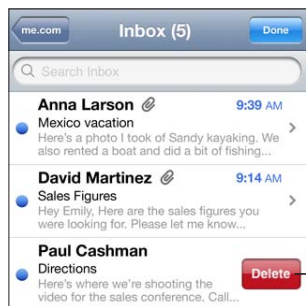 me.com Inbox (5) Done
Search Inbox
Anna Larson 9:39 AM
Mexico vacation
Here's a photo I took of Sandy kayaking. We
also rented a boat and did a bit of fishing...
David Martinez 9:14 AM
Sales Figures
Hey Emily, Here are the sales figures you
were looking for. Please let me know...
Paul Cashman
Directions
Delete
Here's where we're shooting the
video for the sales conference. Call...